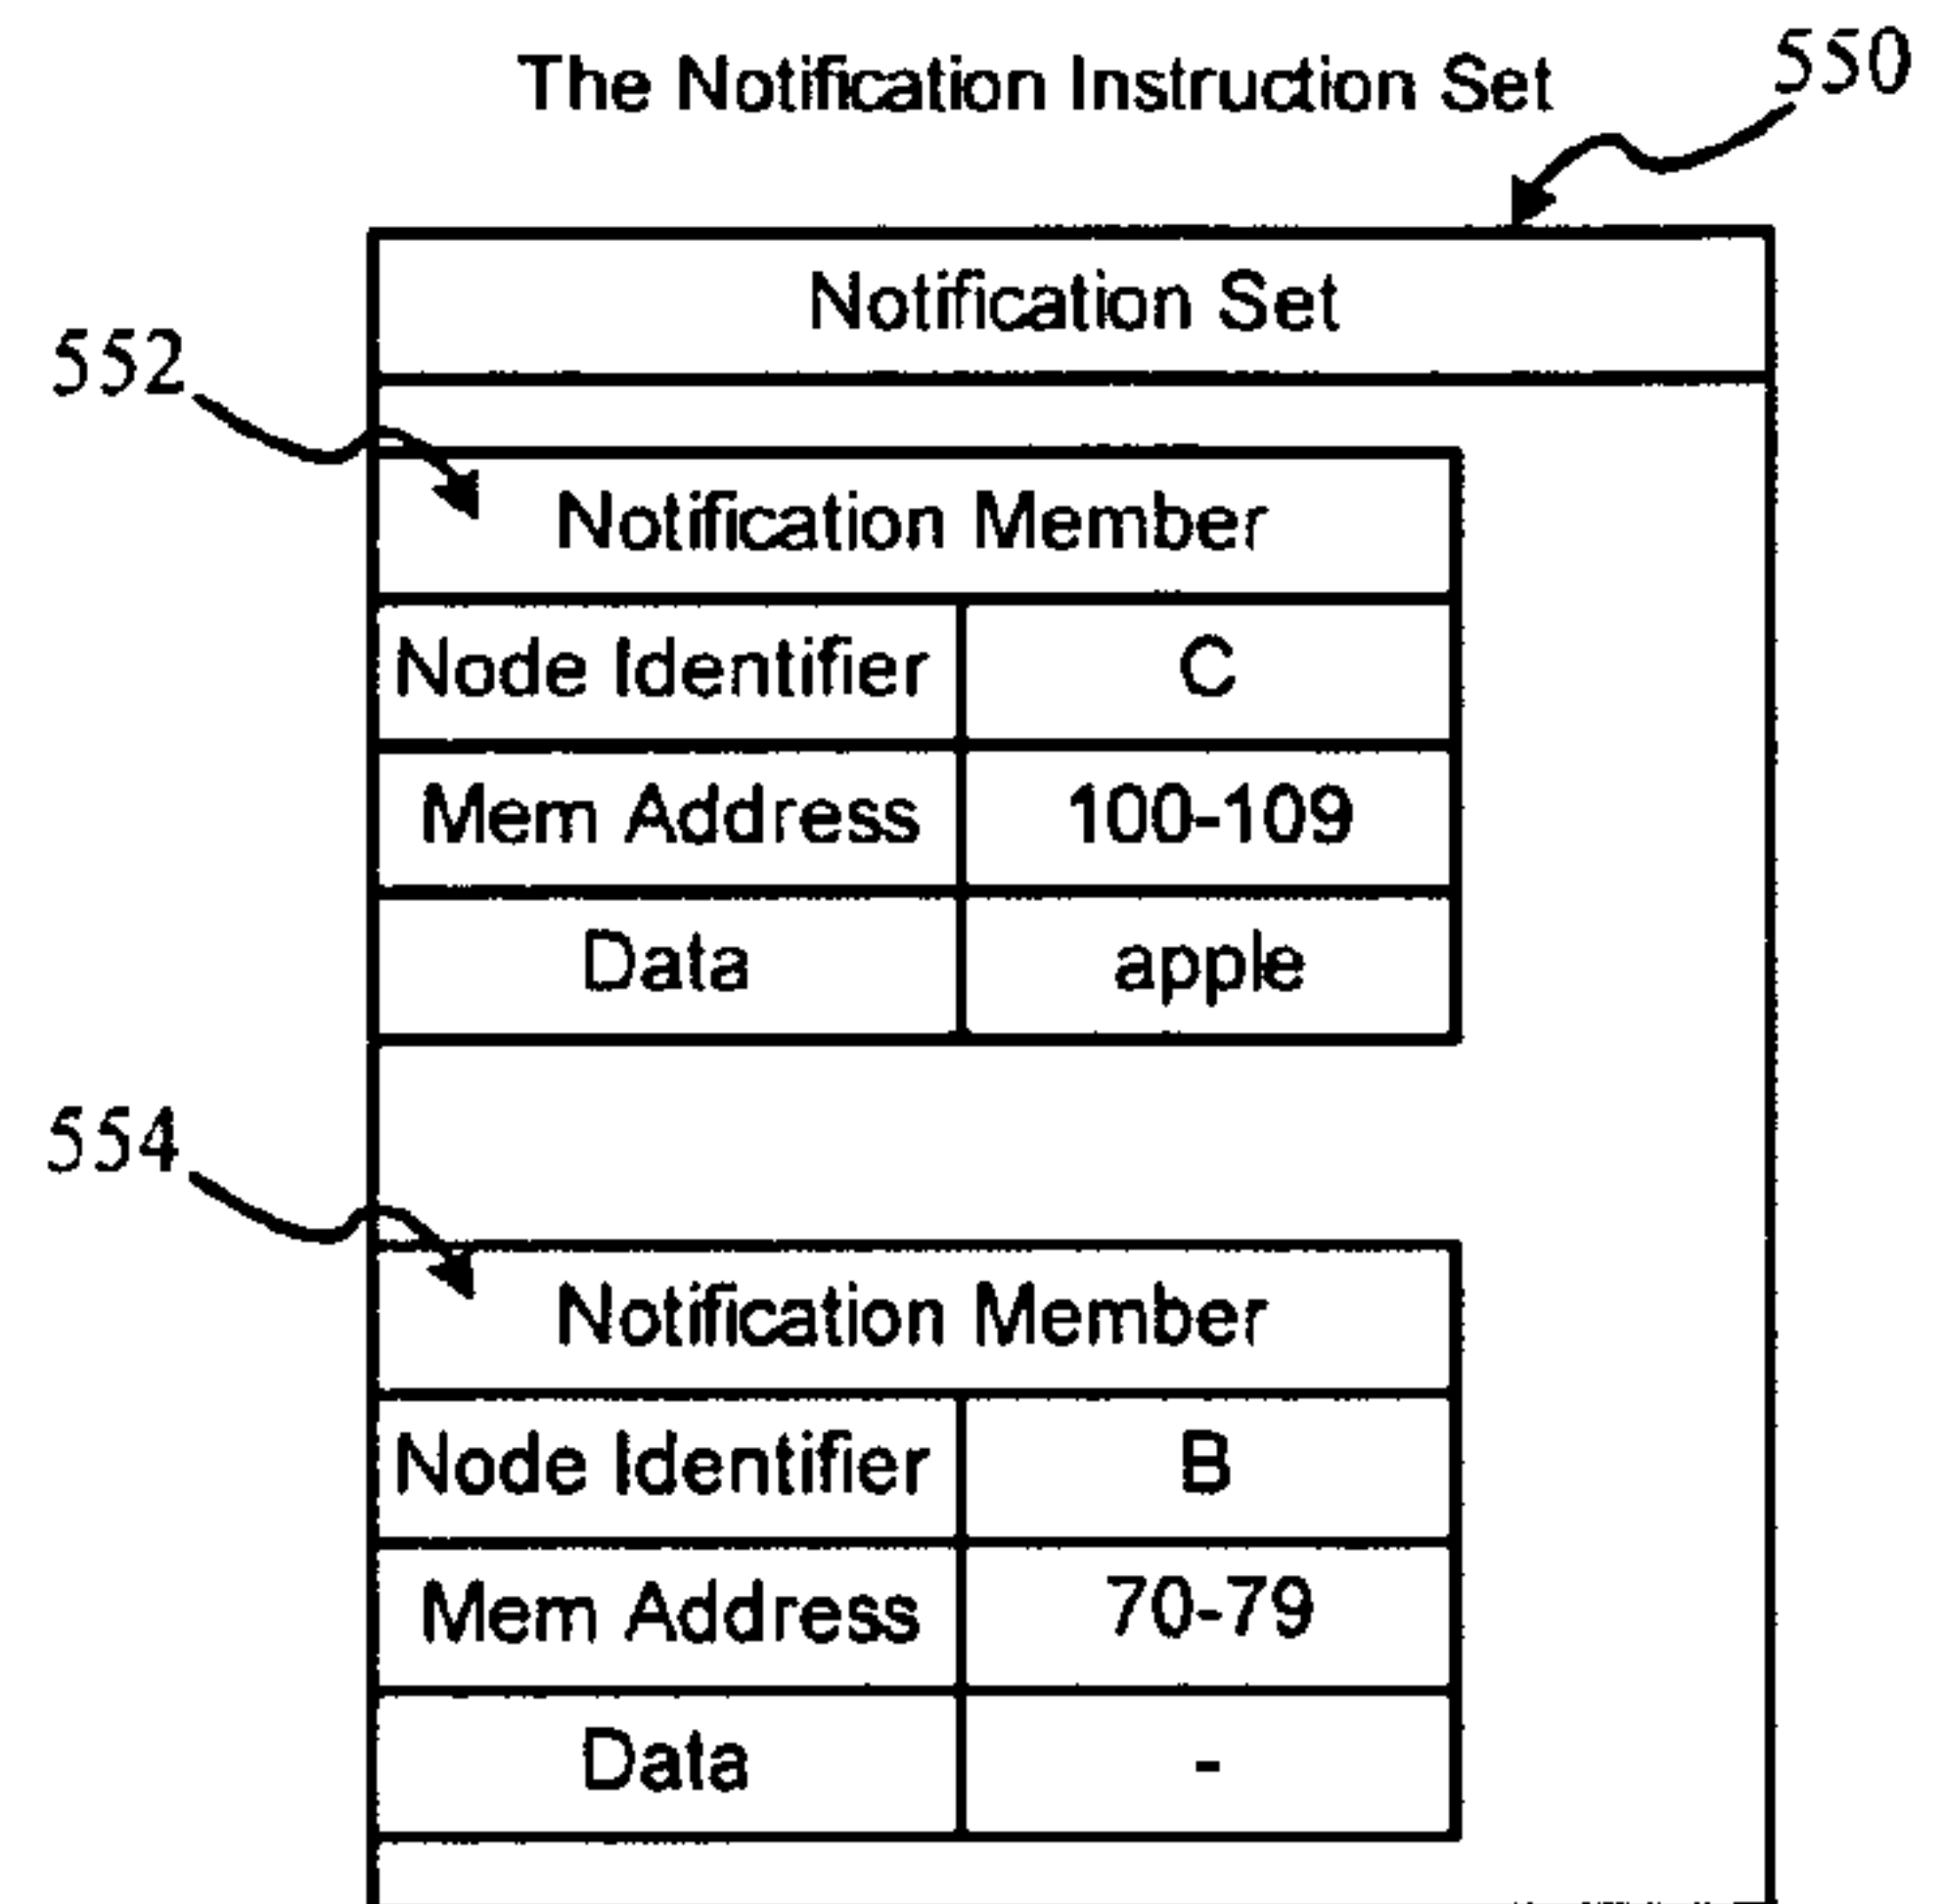 The Notification Instruction Set
550
Notification Set
552
Notification Member
Node Identifier C
Mem Address 100-109
Data apple
554
Notification Member
Node Identifier B
Mem Address 70-79
Data -